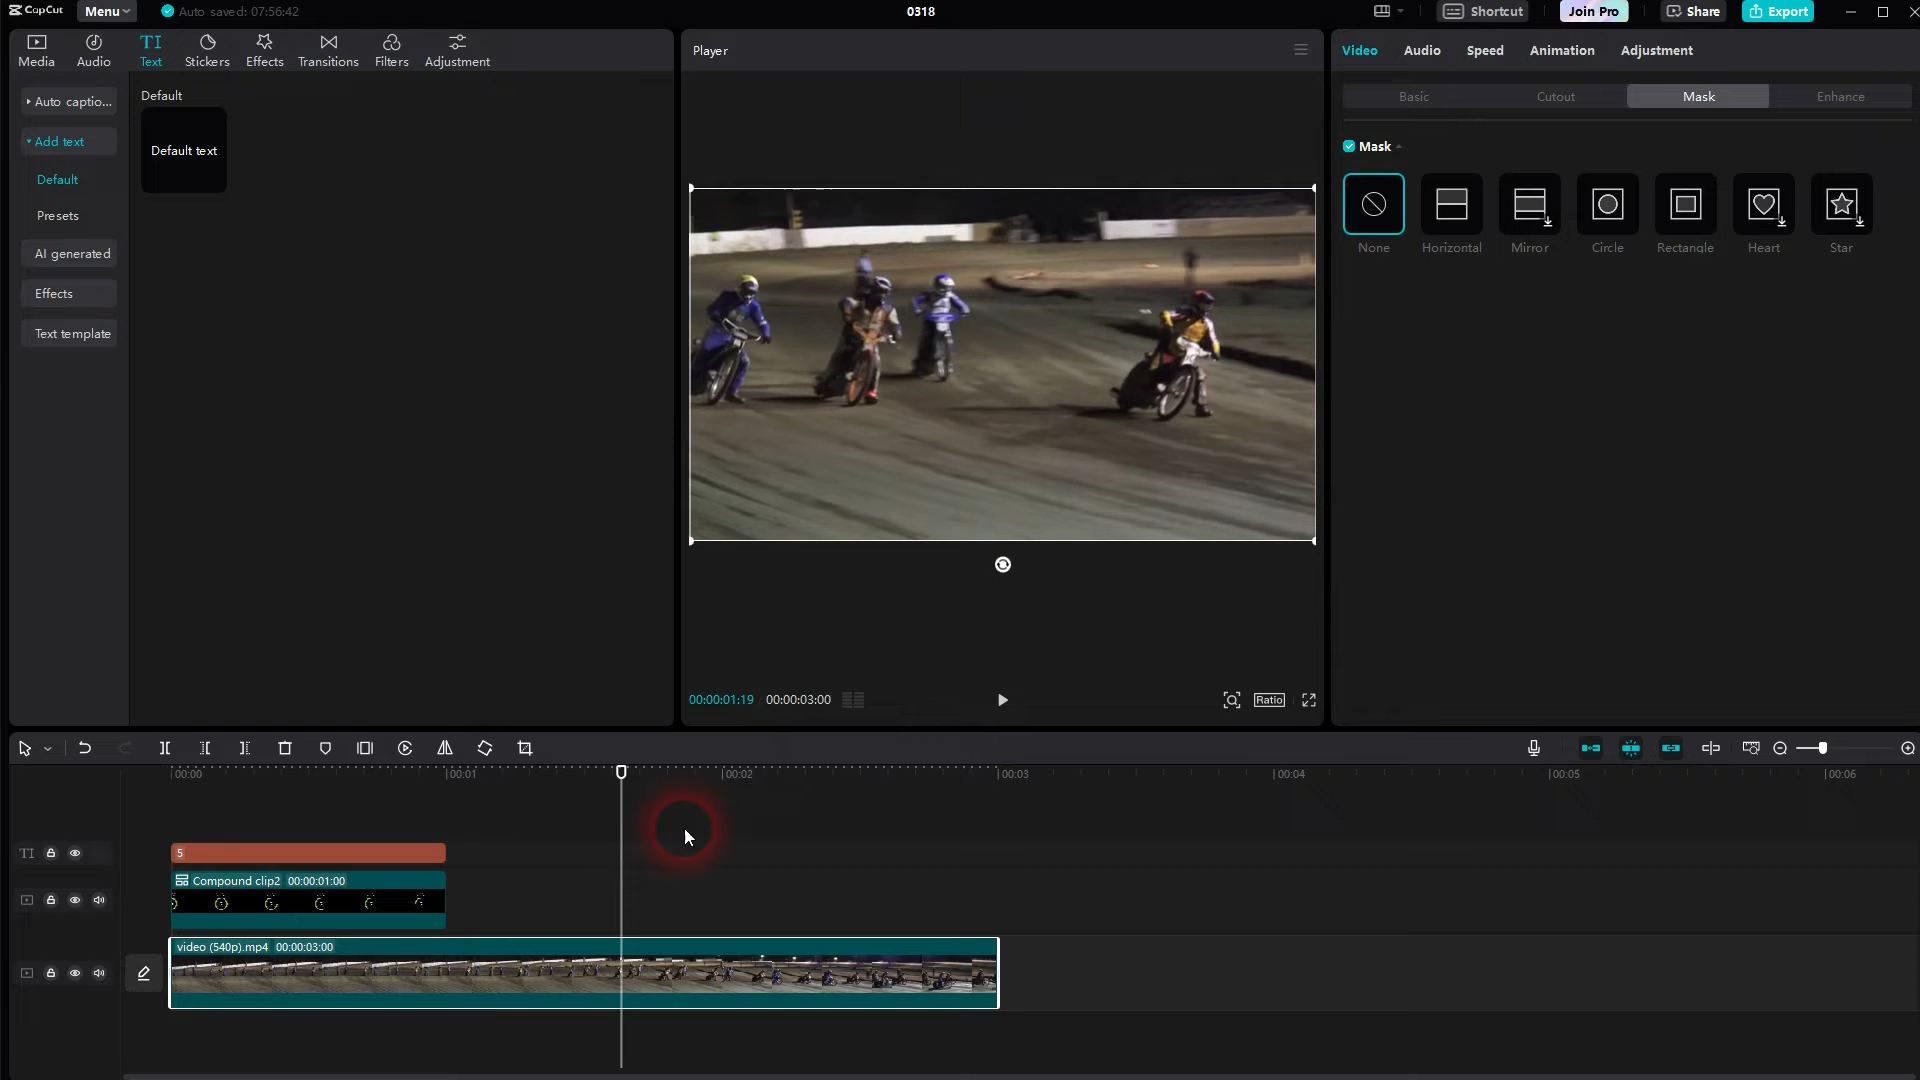 CapCut
Menu
Auto saved: 07:56:42
0318
Shortcut
Join Pro
Share
Export
Media
Audio
TI
Text
Stickers
Effects
Transitions
Filters
Adjustment
Auto captio...
Add text
Default
Presets
AI generated
Effects
Text template
Default
Default text
Player
00:00:01:19
00:00:03:00
Ratio
Video
Audio
Speed
Animation
Adjustment
Basic
Cutout
Mask
Enhance
Mask
None
Horizontal
Mirror
Circle
Rectangle
Heart
Star
00:00
00:01
00:02
00:03
00:04
00:05
00:06
TI
5
Compound clip2 00:00:01:00
video (540p).mp4 00:00:03:00